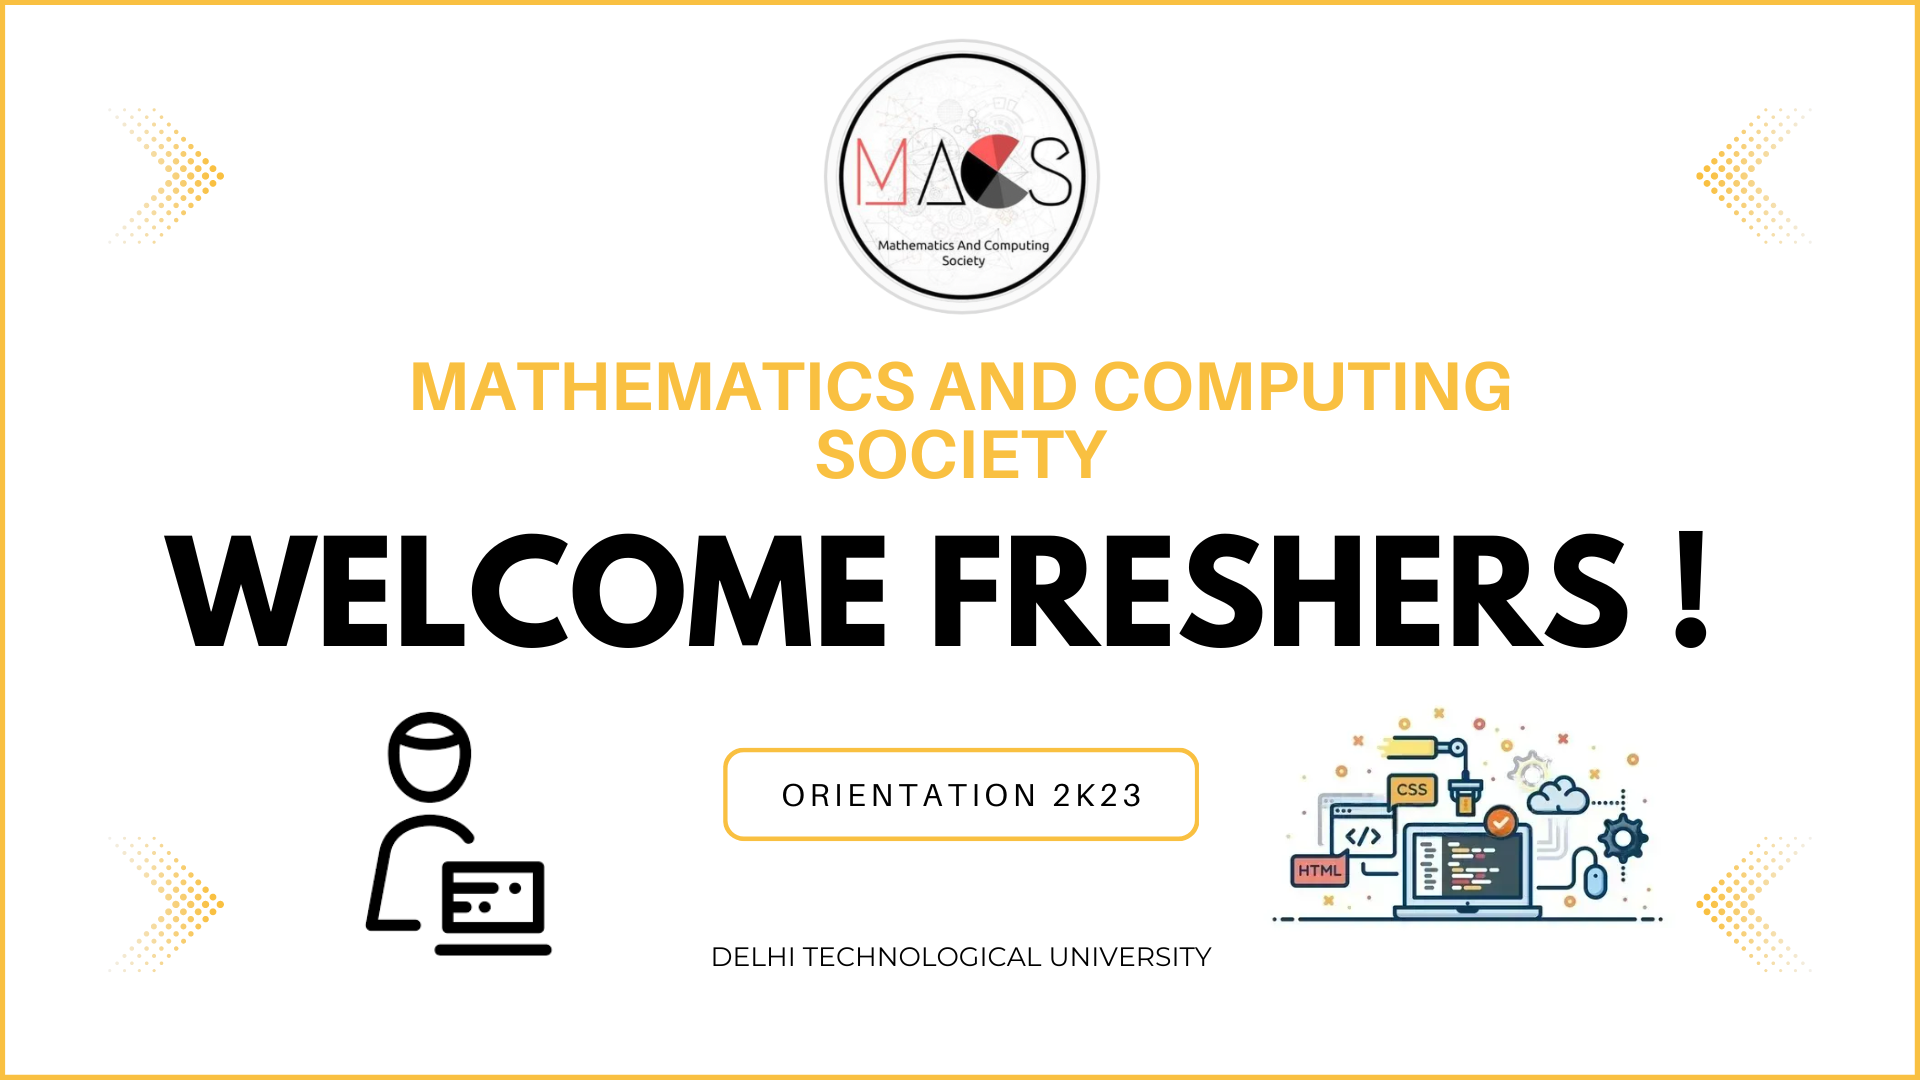 MACS
Mathematics And Computing
Society
MATHEMATICS AND COMPUTING
SOCIETY
WELCOME FRESHERS !
ORIENTATION 2K23
CSS
</>
HTML
DELHI TECHNOLOGICAL UNIVERSITY